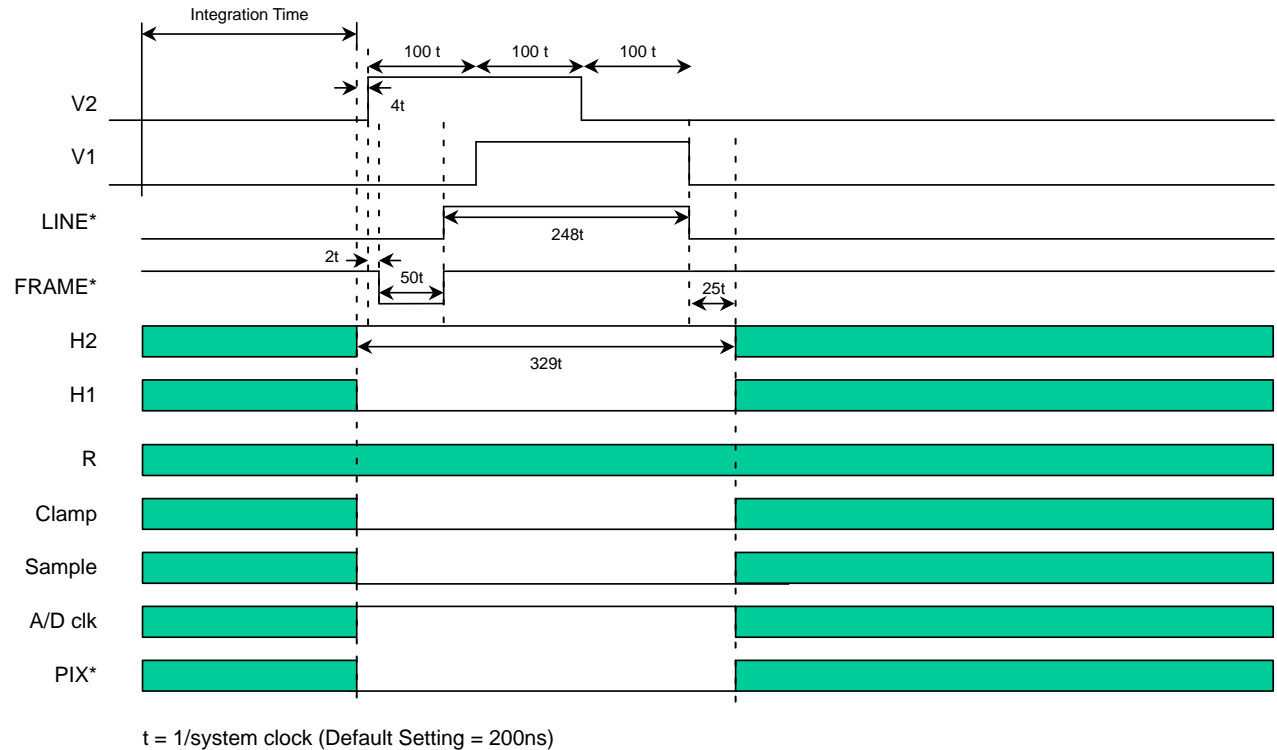 Integration Time
100 t
100 t
100 t
V2
4t
V1
LINE*
248t
2t
FRAME*
50t
25t
H2
329t
H1
R
Clamp
Sample
A/D clk
PIX*
t = 1/system clock (Default Setting = 200ns)